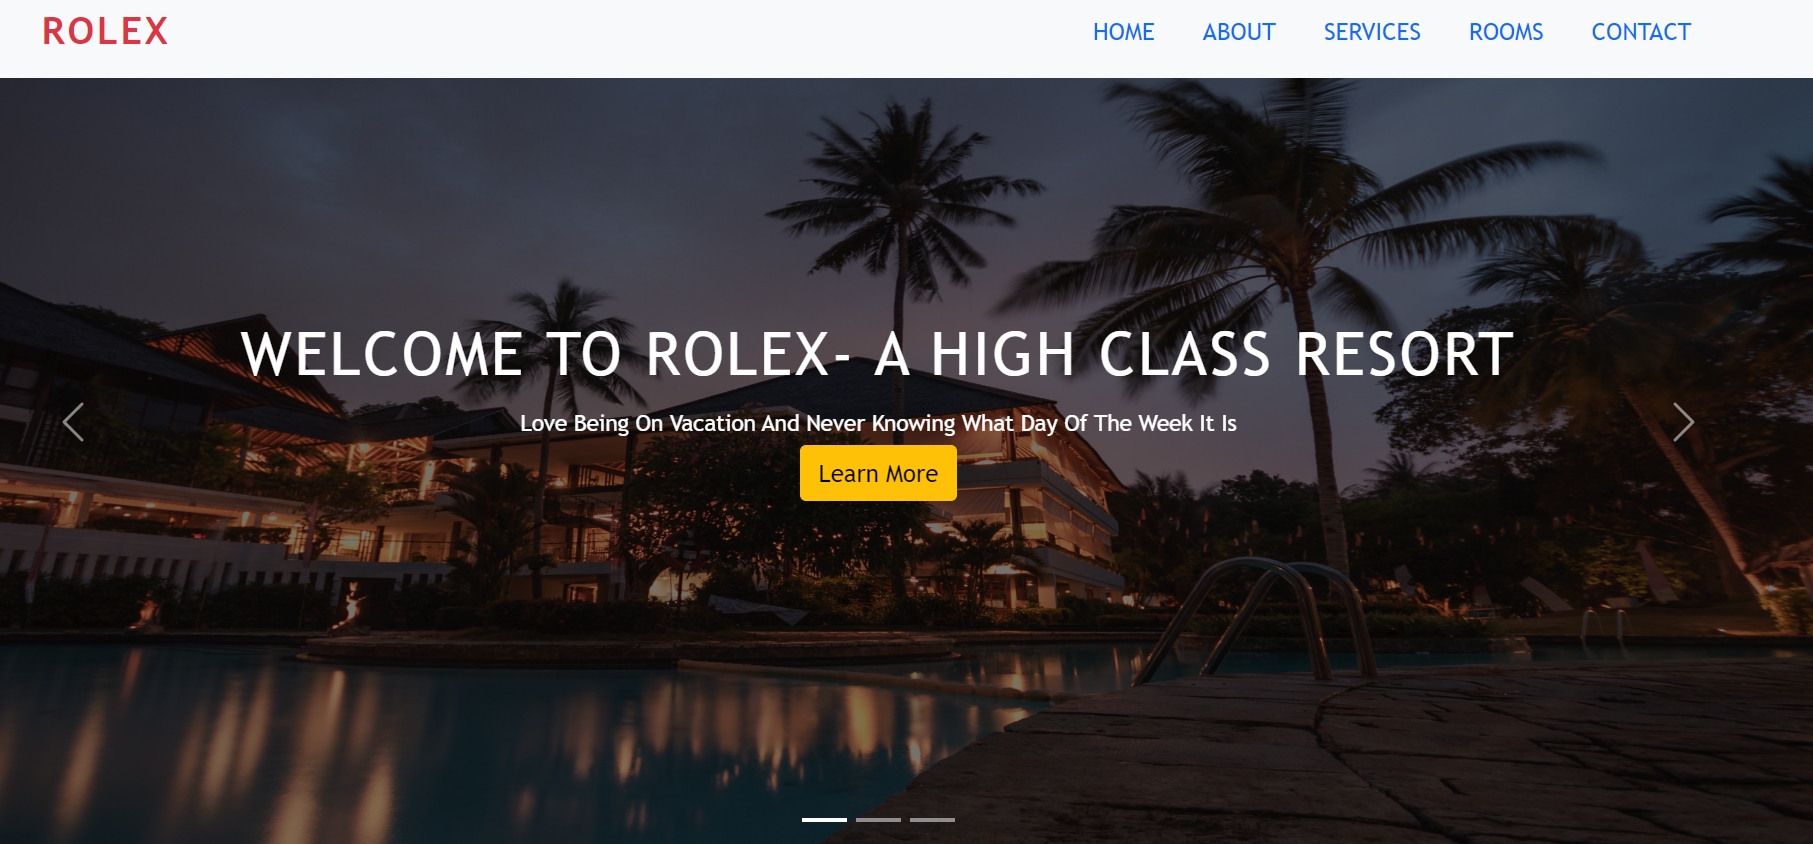 ROLEX
HOME ABOUT SERVICES ROOMS CONTACT
WELCOME TO ROLEX- A HIGH CLASS RESORT
Love Being On Vacation And Never Knowing What Day Of The Week It Is
Learn More